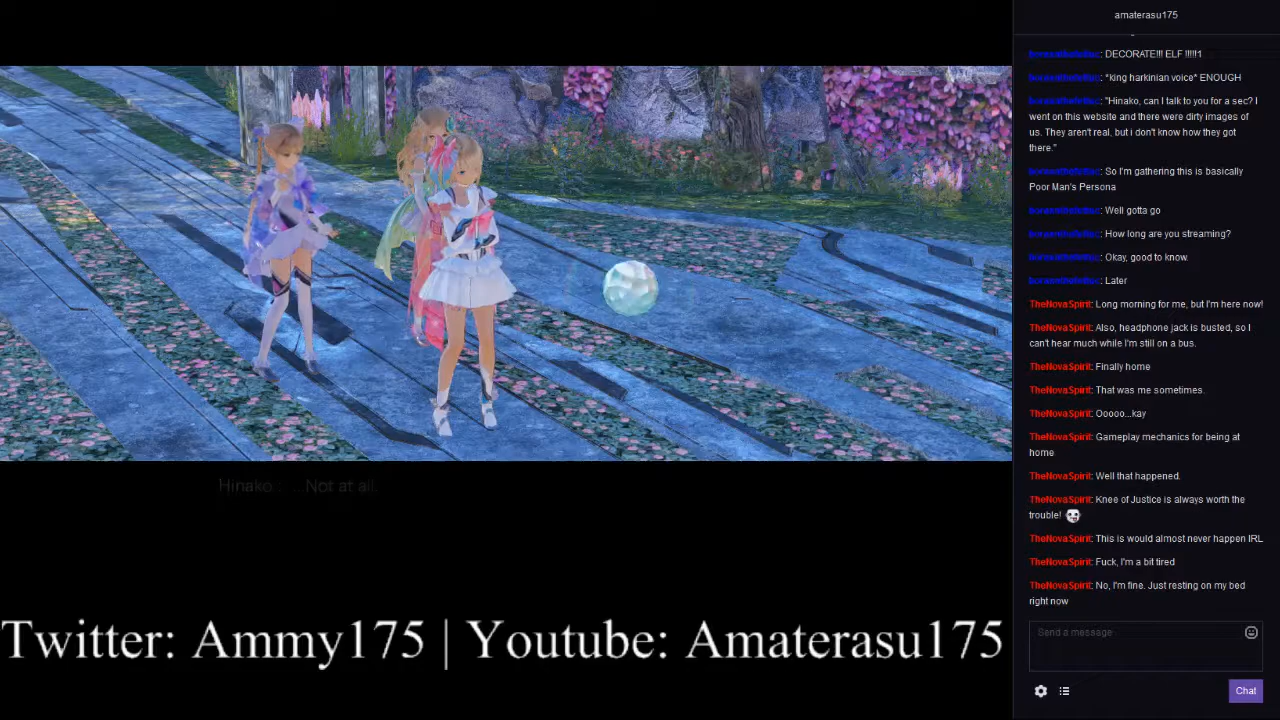 amaterasu175
: DECORATE!!! ELF !!!!!1
: *king harkinian voice* ENOUGH
: "Hinako, can I talk to you for a sec? I
went on this website and there were dirty images of
us. They aren't real, but i don't know how they got
there."
: So I'm gathering this is basically
Poor Man's Persona
: Well gotta go
: How long are you streaming?
: Okay, good to know.
: Later
TheNovaSpirit: Long morning for me, but I'm here now!
TheNovaSpirit: Also, headphone jack is busted, so I
can't hear much while I'm still on a bus.
TheNovaSpirit: Finally home
TheNovaSpirit: That was me sometimes.
TheNovaSpirit: Ooooo...kay
TheNovaSpirit: Gameplay mechanics for being at
home
TheNovaSpirit: Well that happened.
TheNovaSpirit: Knee of Justice is always worth the
trouble!
TheNovaSpirit: This is would almost never happen IRL
TheNovaSpirit: Fuck, I'm a bit tired
TheNovaSpirit: No, I'm fine. Just resting on my bed
right now
Send a message
Chat
Hinako: ...Not at all.
Twitter: Ammy175 | Youtube: Amaterasu175